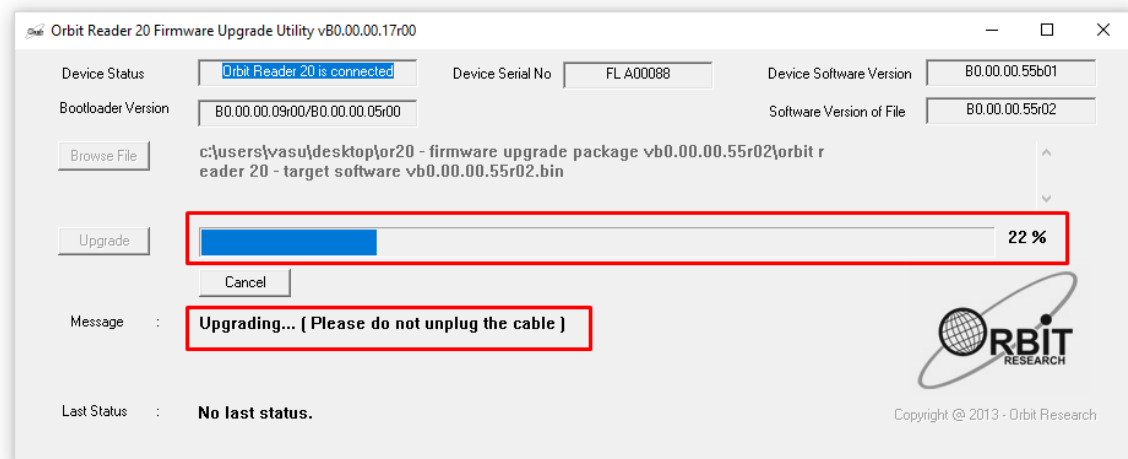 Orbit Reader 20 Firmware Upgrade Utility vB0.00.00.17r00
Device Status Orbit Reader 20 is connected Device Serial No FL A00088 Device Software Version B0.00.00.55b01
Bootloader Version B0.00.00.09r00/B0.00.00.05r00 Software Version of File B0.00.00.55r02
Browse File c:\users\vasu\desktop\or20 - firmware upgrade package vb0.00.00.55r02\orbit r
eader 20 - target software vb0.00.00.55r02.bin
Upgrade 22 %
Cancel
Message : Upgrading... ( Please do not unplug the cable )
ORBIT
RESEARCH
Last Status : No last status.
Copyright @ 2013 - Orbit Research